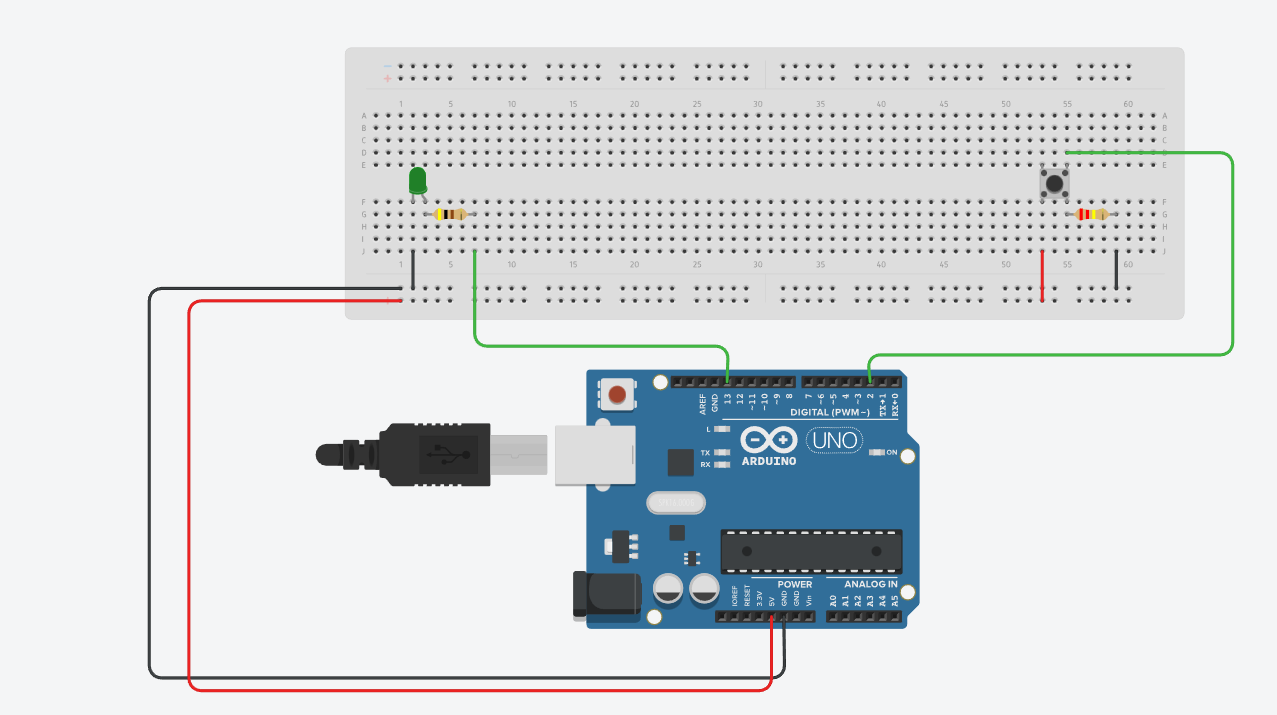 − −
+ +
1 5 10 15 20 25 30 35 40 45 50 55 60
A A
B B
C C
D
E E
F F
G G
H H
I I
J J
1 5 10 15 20 25 30 35 40 45 50 55 60
AREF GND 13 12 ~11 ~10 ~9 8 7 ~6 ~5 4 ~3 2 TX→1 RX←0
DIGITAL (PWM ~)
L
TX
RX
ARDUINO
UNO
ON
POWER
ANALOG IN
IOREF RESET 3.3V 5V GND GND Vin A0 A1 A2 A3 A4 A5